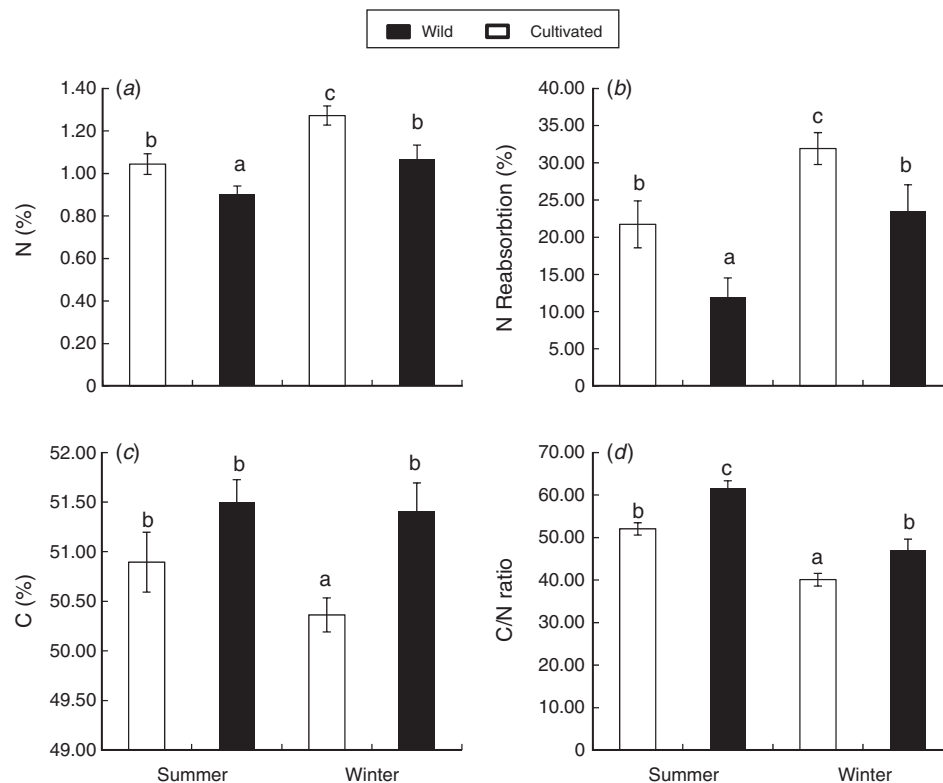 Wild Cultivated
(a)
N (%)
1.40
1.20
1.00
0.80
0.60
0.40
0.20
0
b
a
c
b
(b)
N Reabsorbtion (%)
40.00
35.00
30.00
25.00
20.00
15.00
10.00
5.00
0
b
a
c
b
(c)
C (%)
52.00
51.50
51.00
50.50
50.00
49.50
49.00
b
b
a
b
Summer Winter
(d)
C/N ratio
70.00
60.00
50.00
40.00
30.00
20.00
10.00
0
b
c
a
b
Summer Winter